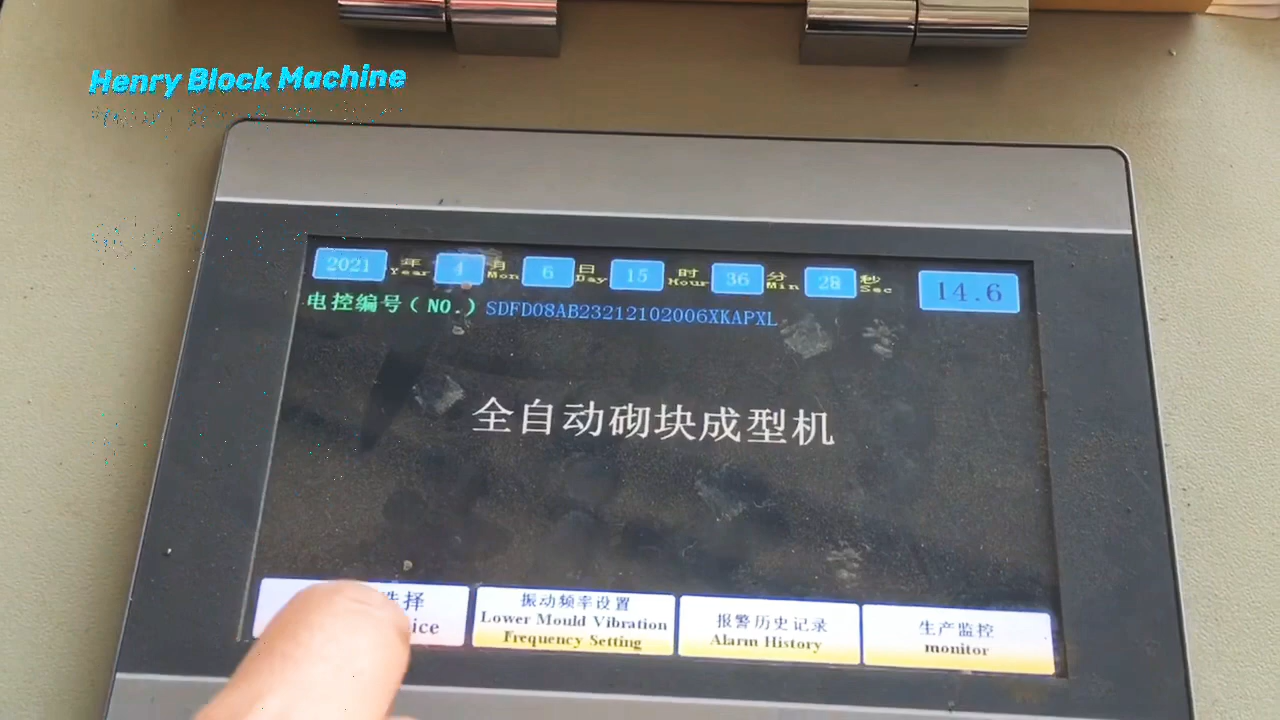 Henry Block Machine
2021 年 Year 4 月 Mon 6 日 Day 15 时 Hour 36 分 Min 28 秒 Sec 14.6
电控编号(NO.) SDFD08AB23212102006XKAPXL
全自动砌块成型机
选择
振动频率设置
Lower Mould Vibration
Frequency Setting
报警历史记录
Alarm History
生产监控
monitor